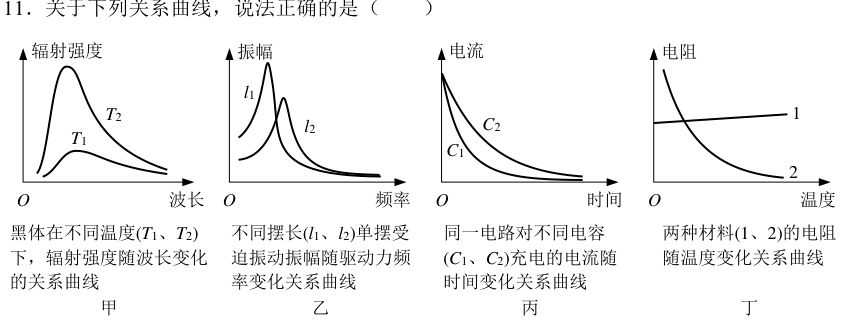 11．关于下列关系曲线，说法正确的是（　　）
辐射强度
T2
T1
O
波长
振幅
l1
l2
O
频率
电流
C2
C1
O
时间
电阻
1
2
O
温度
黑体在不同温度(T1、T2)
下，辐射强度随波长变化
的关系曲线
甲
不同摆长(l1、l2)单摆受
迫振动振幅随驱动力频
率变化关系曲线
乙
同一电路对不同电容
(C1、C2)充电的电流随
时间变化关系曲线
丙
两种材料(1、2)的电阻
随温度变化关系曲线
丁